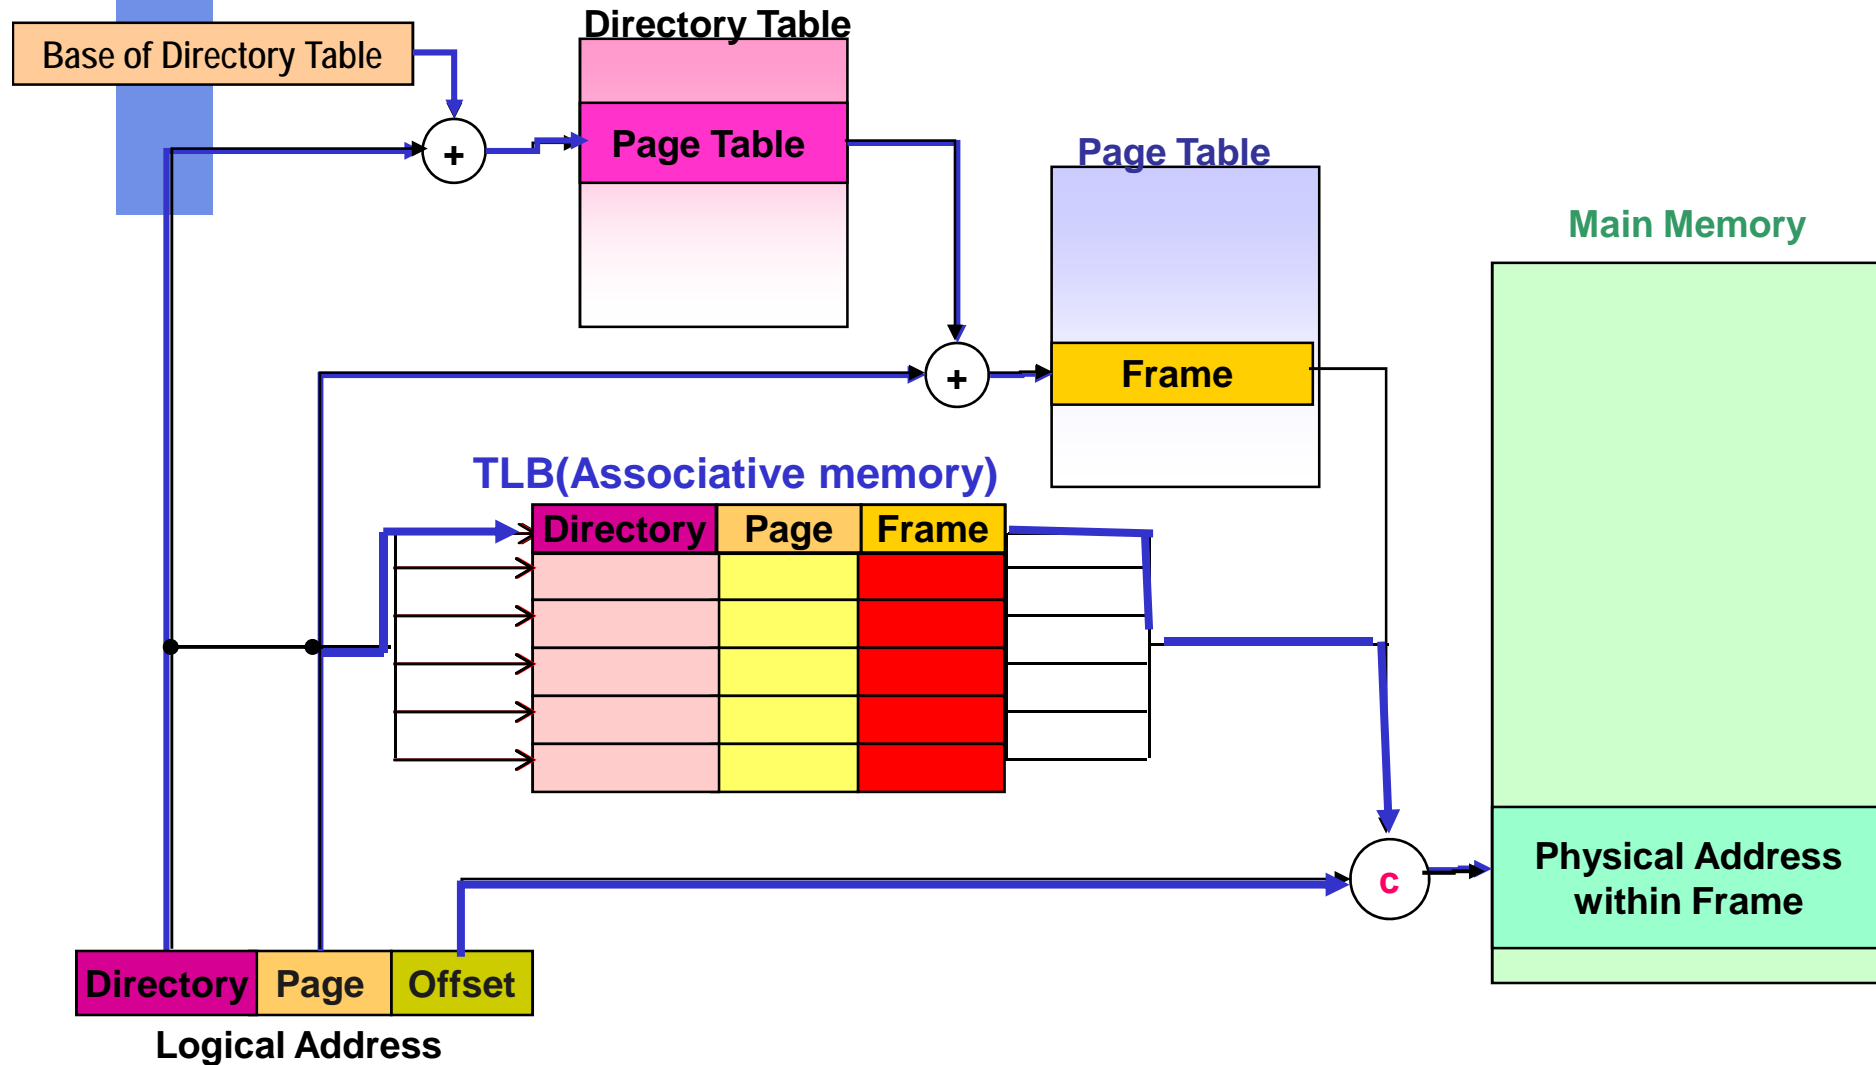 Directory Table
Base of Directory Table
+
Page Table
Page Table
Main Memory
+
Frame
TLB(Associative memory)
Directory Page Frame
Physical Address
within Frame
c
Directory Page Offset
Logical Address